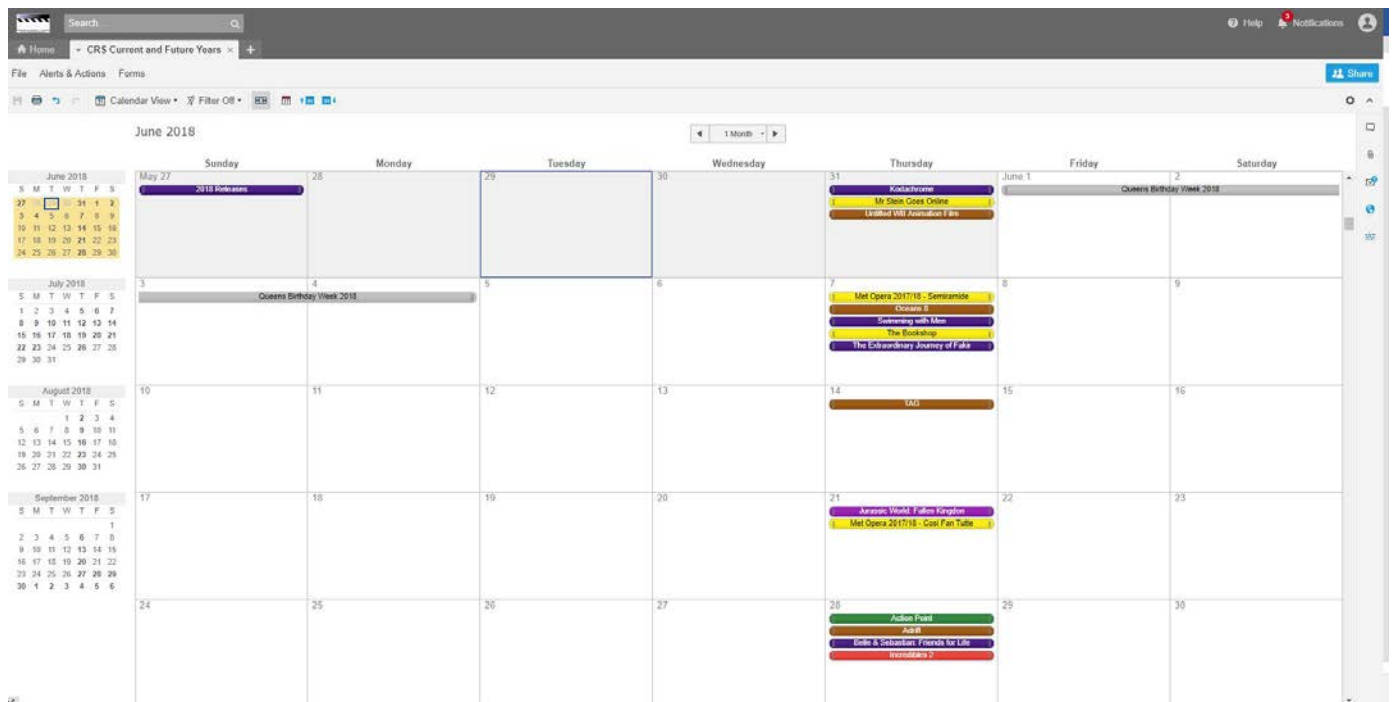 Search...
Help 3 Notifications
Home CRS Current and Future Years × +
File Alerts & Actions Forms
Share
Calendar View Filter Off
June 2018
1 Month
Sunday Monday Tuesday Wednesday Thursday Friday Saturday
May 27 28 29 30 31 June 1 2
2018 Releases
Kodachrome
Queens Birthday Week 2018
Mr Stein Goes Online
Untitled WB Animation Film
3 4 5 6 7 8 9
Queens Birthday Week 2018
Met Opera 2017/18 - Semiramide
Oceans 8
Swimming with Men
The Bookshop
The Extraordinary Journey of Fakir
10 11 12 13 14 15 16
TAG
17 18 19 20 21 22 23
Jurassic World: Fallen Kingdon
Met Opera 2017/18 - Cosi Fan Tutte
24 25 26 27 28 29 30
Action Point
Adrift
Belle & Sebastian: Friends for Life
Incredibles 2
June 2018
S M T W T F S
27 31 1 2
3 4 5 6 7 8 9
10 11 12 13 14 15 16
17 18 19 20 21 22 23
24 25 26 27 28 29 30
July 2018
S M T W T F S
1 2 3 4 5 6 7
8 9 10 11 12 13 14
15 16 17 18 19 20 21
22 23 24 25 26 27 28
29 30 31
August 2018
S M T W T F S
1 2 3 4
5 6 7 8 9 10 11
12 13 14 15 16 17 18
19 20 21 22 23 24 25
26 27 28 29 30 31
September 2018
S M T W T F S
1
2 3 4 5 6 7 8
9 10 11 12 13 14 15
16 17 18 19 20 21 22
23 24 25 26 27 28 29
30 1 2 3 4 5 6